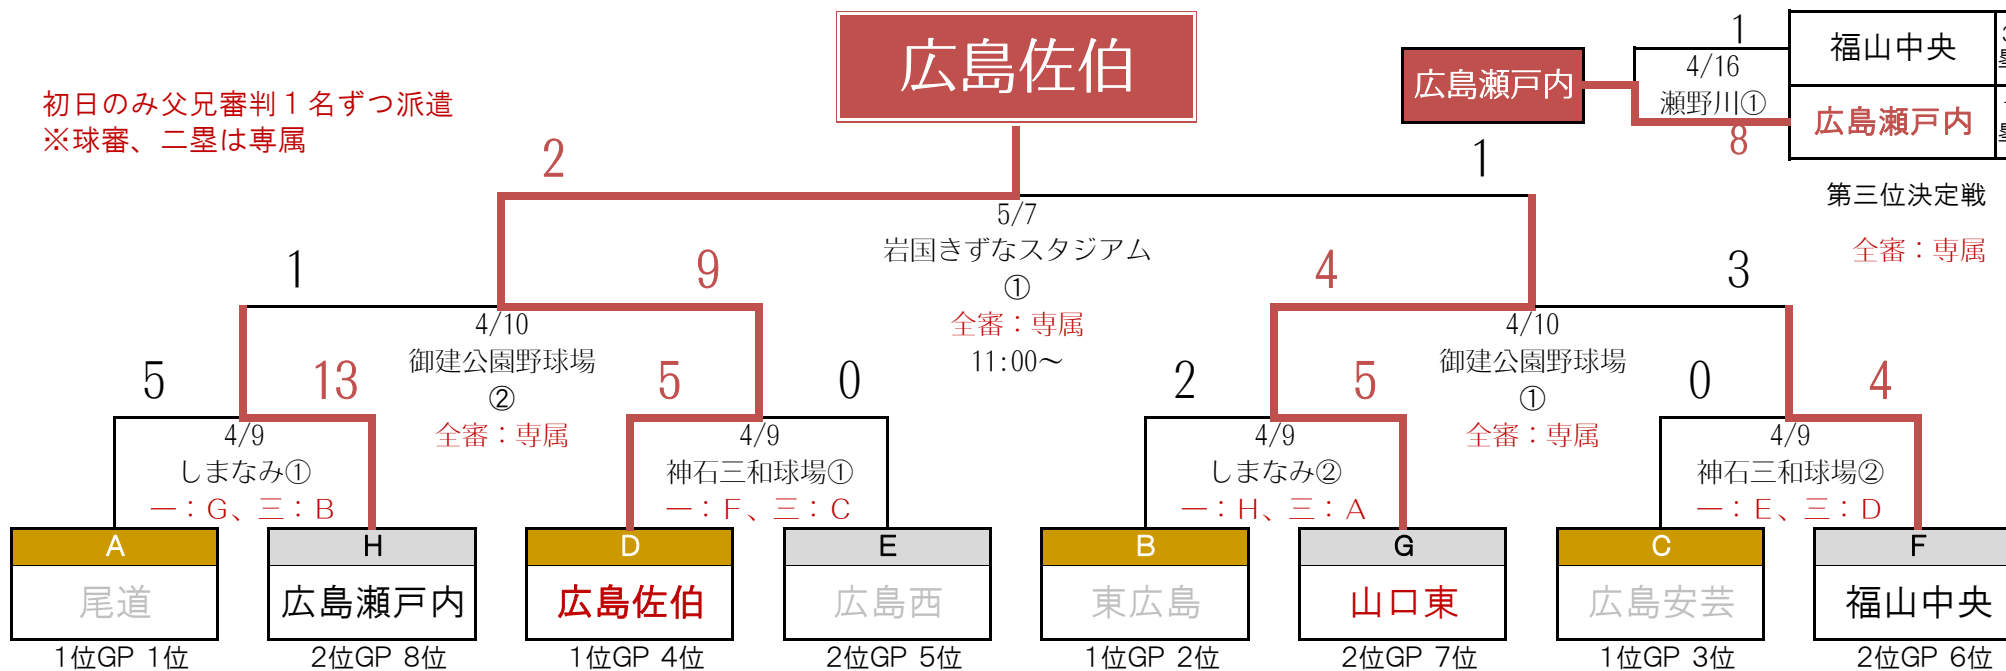 広島佐伯
初日のみ父兄審判1名ずつ派遣
※球審、二塁は専属
広島瀬戸内
1
4/16
瀬野川①
8
福山中央
広島瀬戸内
第三位決定戦
全審：専属
2
1
5/7
岩国きずなスタジアム
①
全審：専属
11:00～
1
9
4/10
御建公園野球場
②
全審：専属
4
3
4/10
御建公園野球場
①
全審：専属
5
13
4/9
しまなみ①
一：G、三：B
5
0
4/9
神石三和球場①
一：F、三：C
2
5
4/9
しまなみ②
一：H、三：A
0
4
4/9
神石三和球場②
一：E、三：D
A
尾道
1位GP 1位
H
広島瀬戸内
2位GP 8位
D
広島佐伯
1位GP 4位
E
広島西
2位GP 5位
B
東広島
1位GP 2位
G
山口東
2位GP 7位
C
広島安芸
1位GP 3位
F
福山中央
2位GP 6位